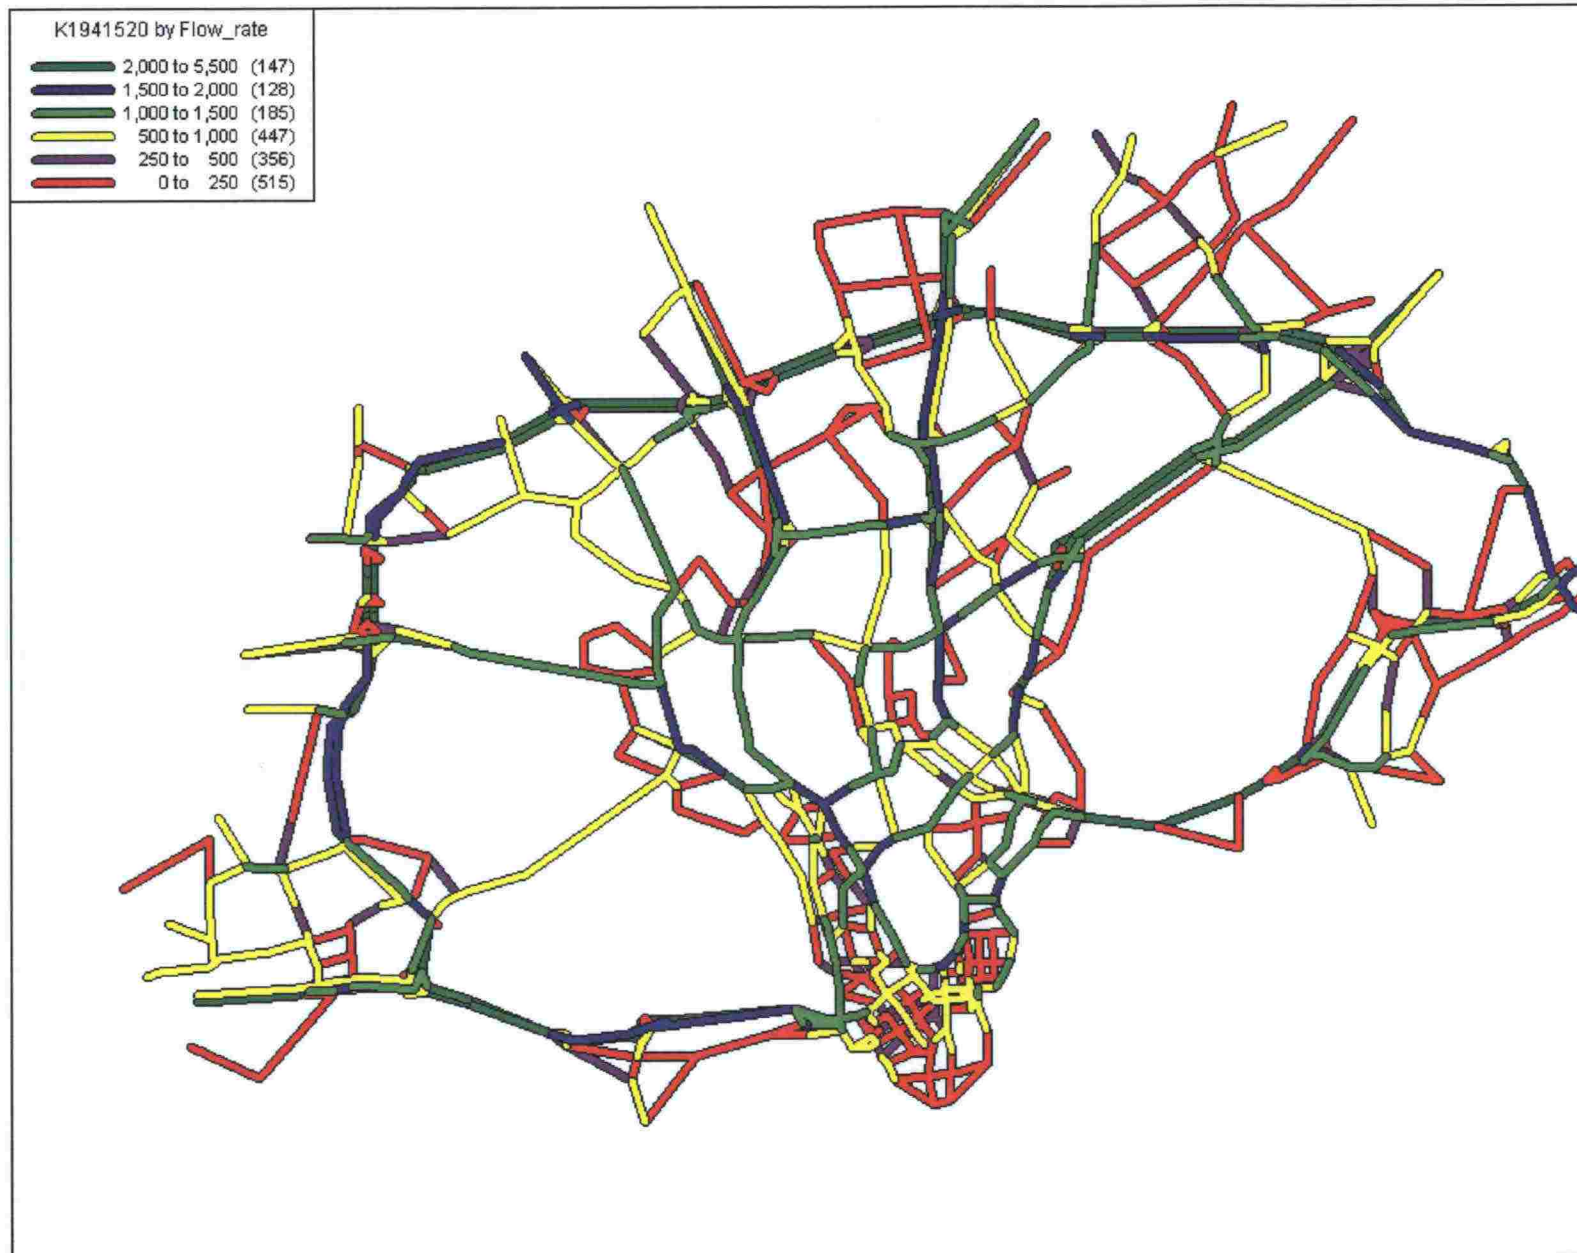 K1941520 by Flow_rate
2,000 to 5,500 (147)
1,500 to 2,000 (128)
1,000 to 1,500 (185)
500 to 1,000 (447)
250 to 500 (356)
0 to 250 (515)